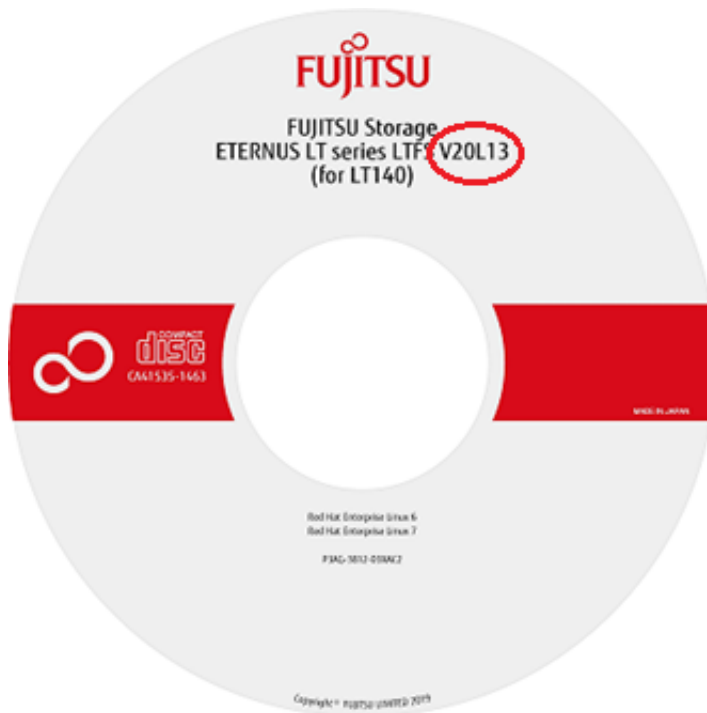 FUJITSU
FUJITSU Storage
ETERNUS LT series LTFS V20L13
(for LT140)
COMPACT
disc
CA41535-1463
MADE IN JAPAN
Red Hat Enterprise Linux 6
Red Hat Enterprise Linux 7
Copyright FUJITSU LIMITED 2019